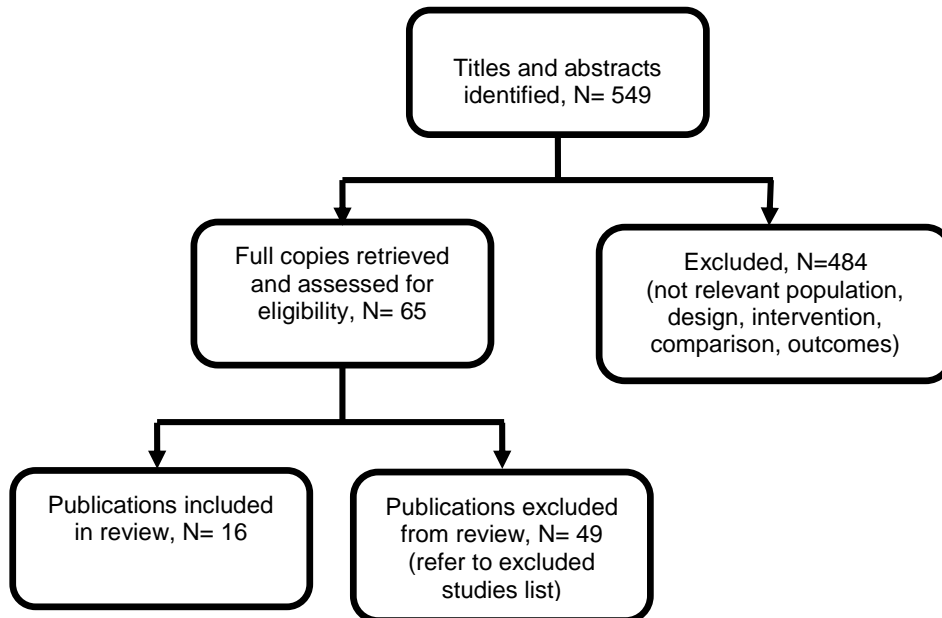 Titles and abstracts
identified, N= 549
Full copies retrieved
and assessed for
eligibility, N= 65
Excluded, N=484
(not relevant population,
design, intervention,
comparison, outcomes)
Publications included
in review, N= 16
Publications excluded
from review, N= 49
(refer to excluded
studies list)